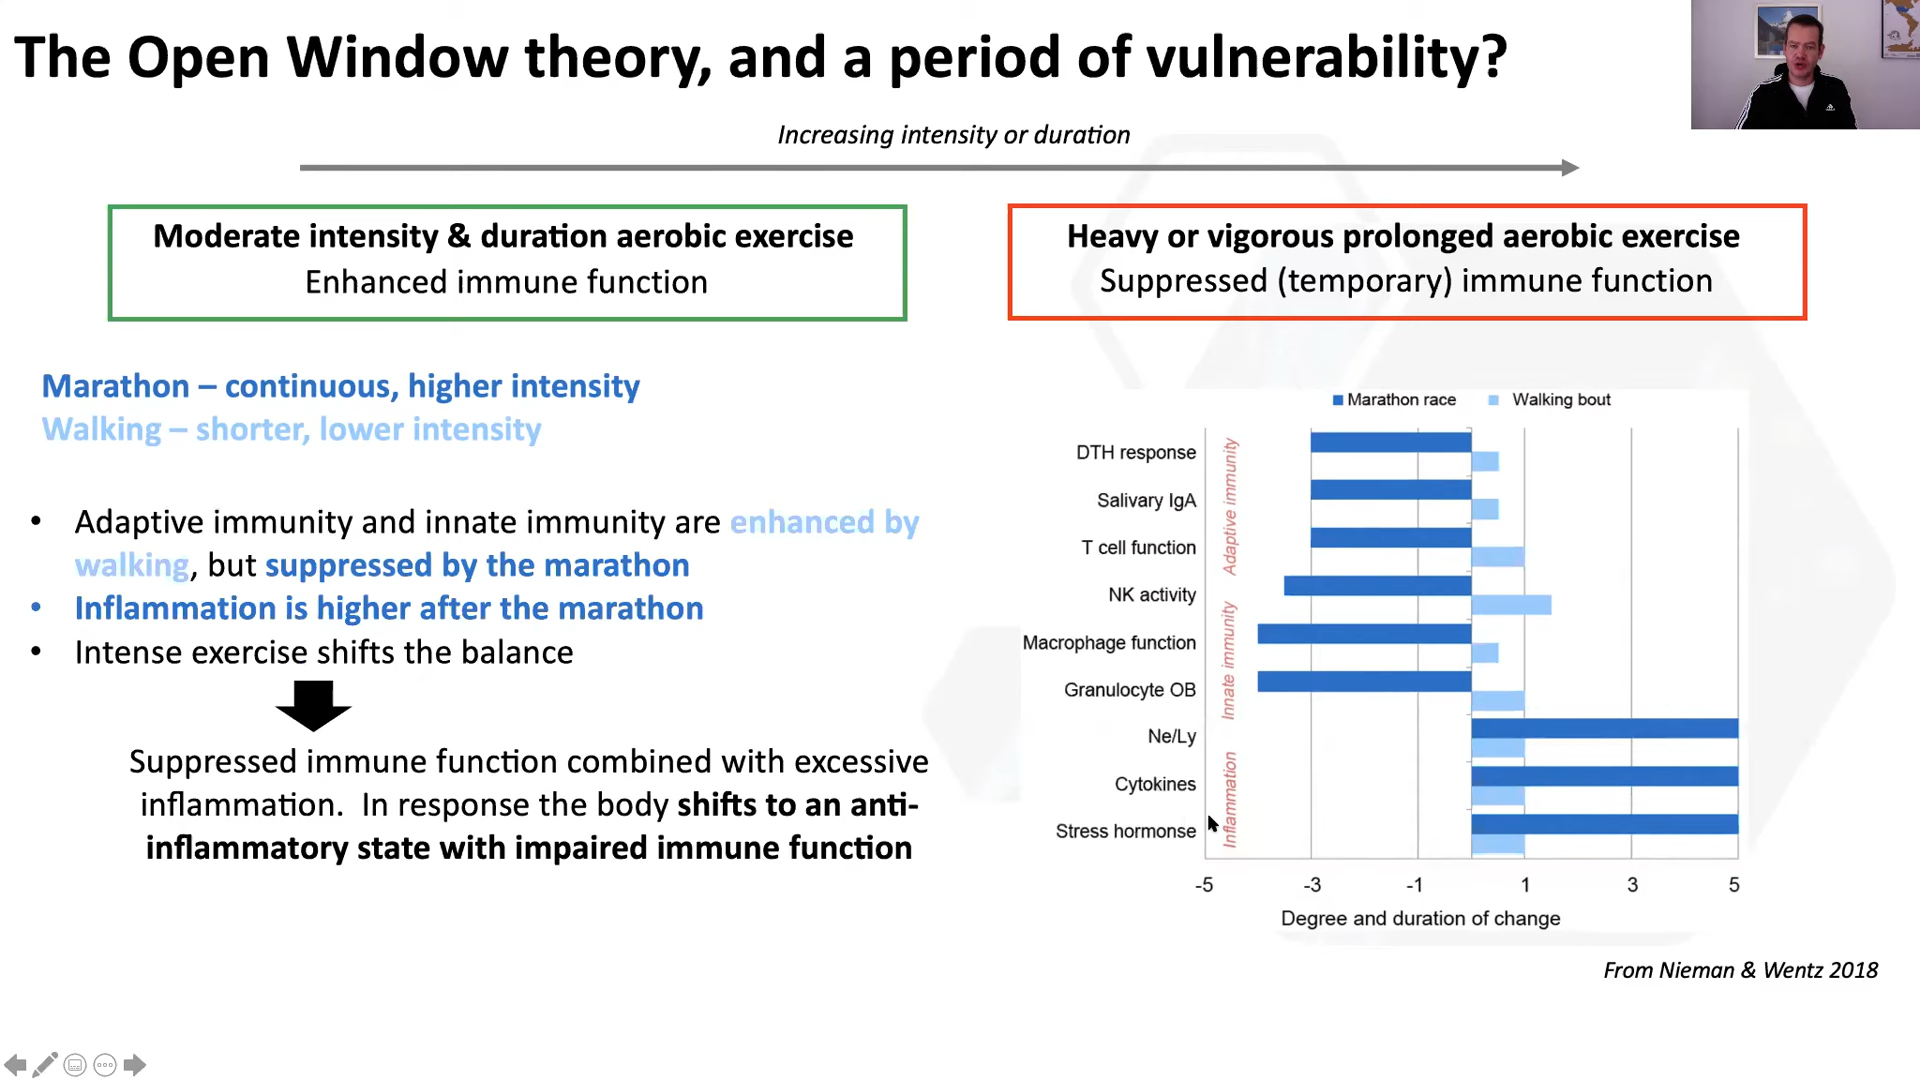 The Open Window theory, and a period of vulnerability?
Increasing intensity or duration
Moderate intensity & duration aerobic exercise
Enhanced immune function
Heavy or vigorous prolonged aerobic exercise
Suppressed (temporary) immune function
Marathon – continuous, higher intensity
Walking – shorter, lower intensity
• Adaptive immunity and innate immunity are enhanced by
walking, but suppressed by the marathon
• Inflammation is higher after the marathon
• Intense exercise shifts the balance
Suppressed immune function combined with excessive
inflammation. In response the body shifts to an anti-
inflammatory state with impaired immune function
Marathon race Walking bout
DTH response
Salivary IgA
T cell function
NK activity
Macrophage function
Granulocyte OB
Ne/Ly
Cytokines
Stress hormonse
Adaptive immunity
Innate immunity
Inflammation
-5 -3 -1 1 3 5
Degree and duration of change
From Nieman & Wentz 2018